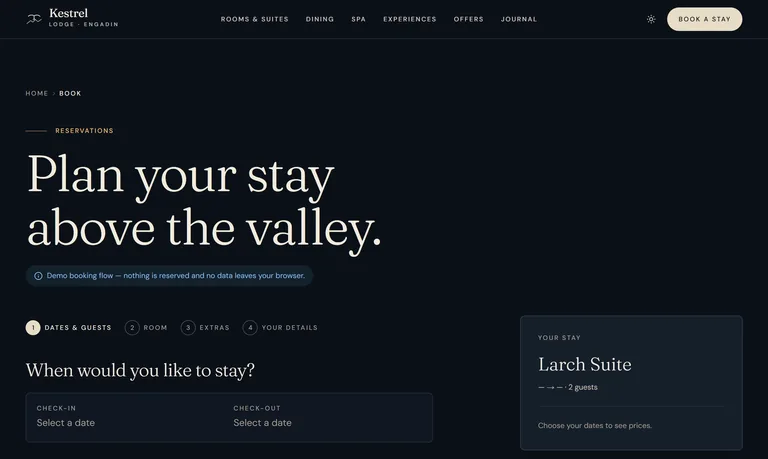 Kestrel
LODGE · ENGADIN
ROOMS & SUITES
DINING
SPA
EXPERIENCES
OFFERS
JOURNAL
BOOK A STAY
HOME › BOOK
RESERVATIONS
Plan your stay
above the valley.
Demo booking flow — nothing is reserved and no data leaves your browser.
1 DATES & GUESTS
2 ROOM
3 EXTRAS
4 YOUR DETAILS
When would you like to stay?
CHECK-IN
Select a date
CHECK-OUT
Select a date
YOUR STAY
Larch Suite
— → — · 2 guests
Choose your dates to see prices.